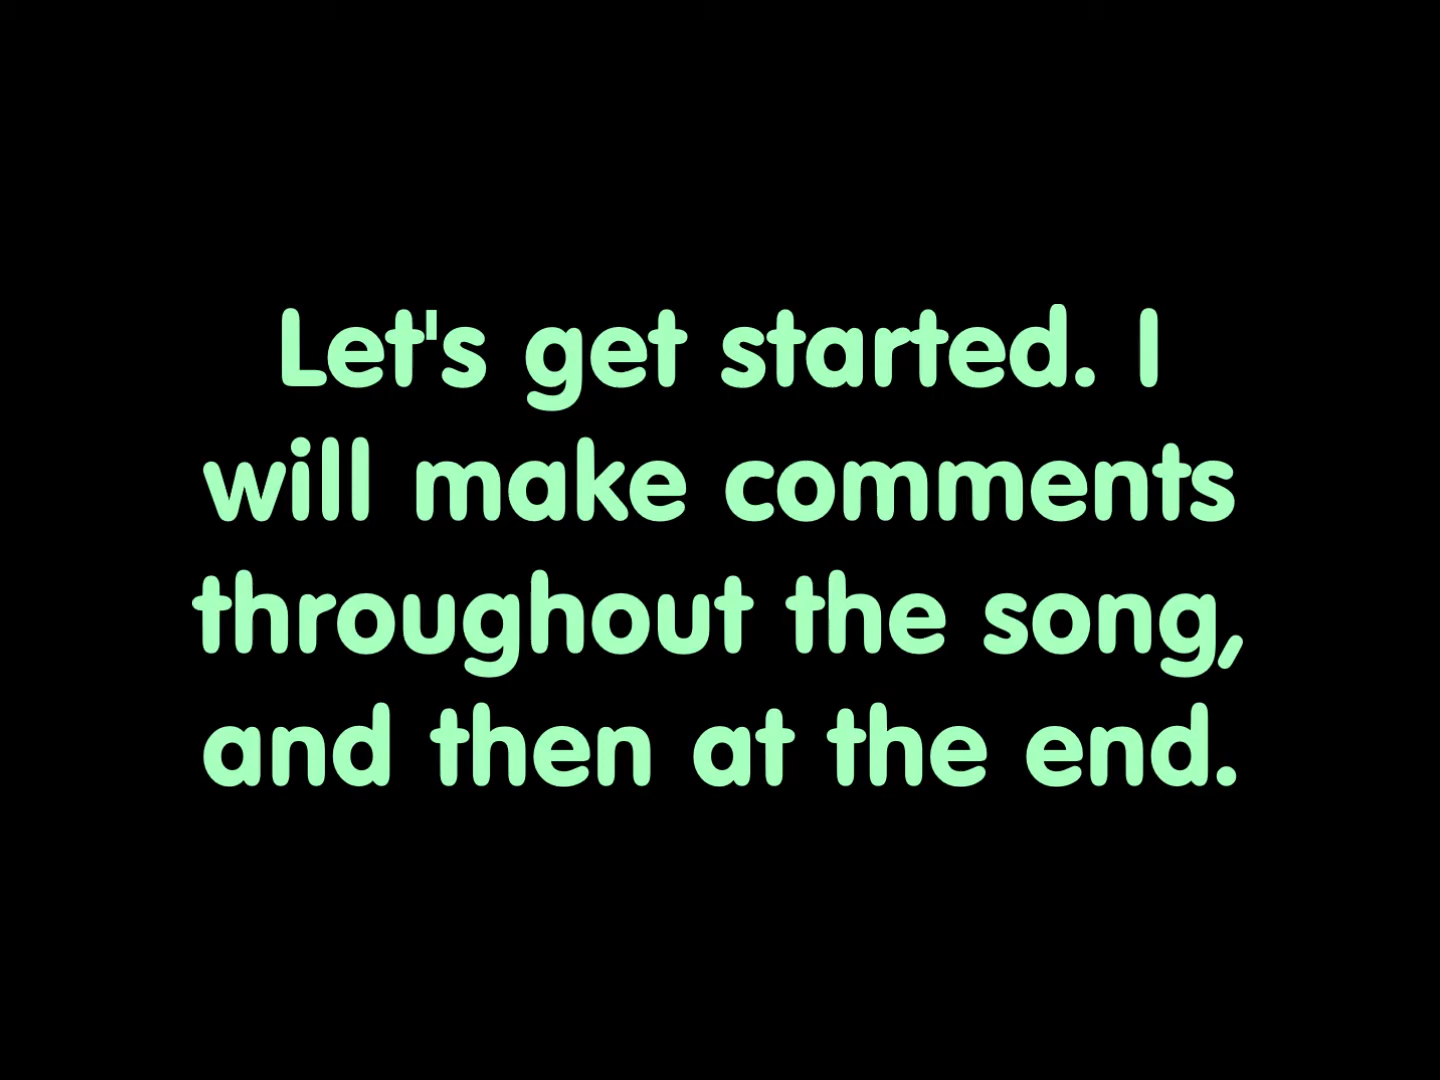 Let's get started. I
will make comments
throughout the song,
and then at the end.